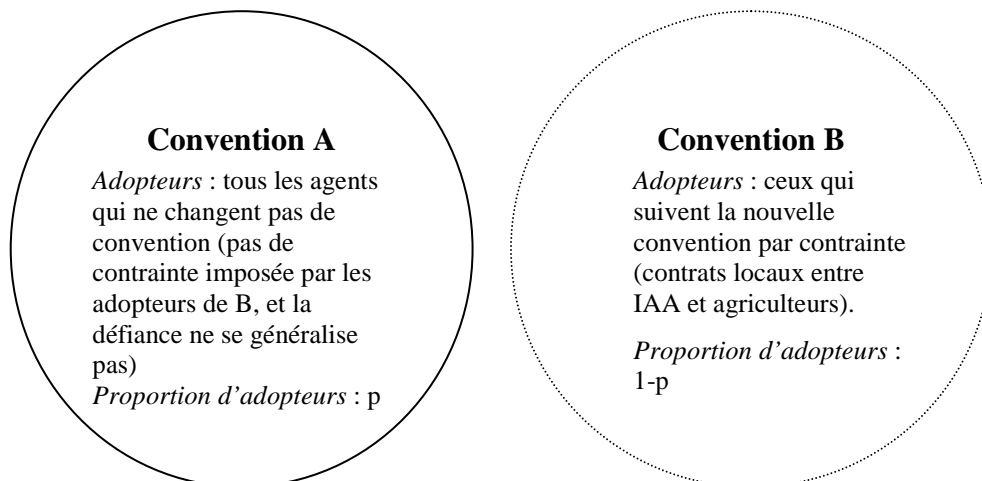 Convention A
Adopteurs : tous les agents
qui ne changent pas de
convention (pas de
contrainte imposée par les
adopteurs de B, et la
défiance ne se généralise
pas)
Proportion d’adopteurs : p
Convention B
Adopteurs : ceux qui
suivent la nouvelle
convention par contrainte
(contrats locaux entre
IAA et agriculteurs).
Proportion d’adopteurs :
1-p